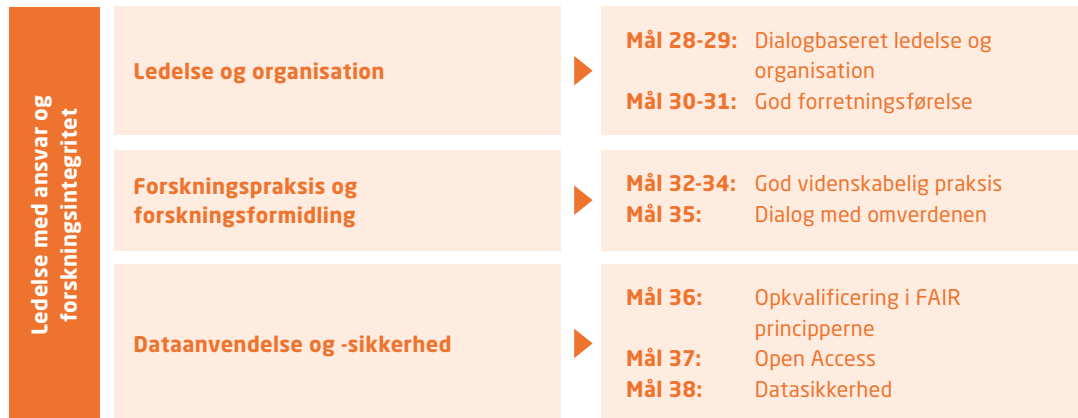 Ledelse med ansvar og
forskningsintegritet
Ledelse og organisation
Mål 28-29: Dialogbaseret ledelse og
organisation
Mål 30-31: God forretningsførelse
Forskningspraksis og
forskningsformidling
Mål 32-34: God videnskabelig praksis
Mål 35: Dialog med omverdenen
Dataanvendelse og -sikkerhed
Mål 36: Opkvalificering i FAIR
principperne
Mål 37: Open Access
Mål 38: Datasikkerhed